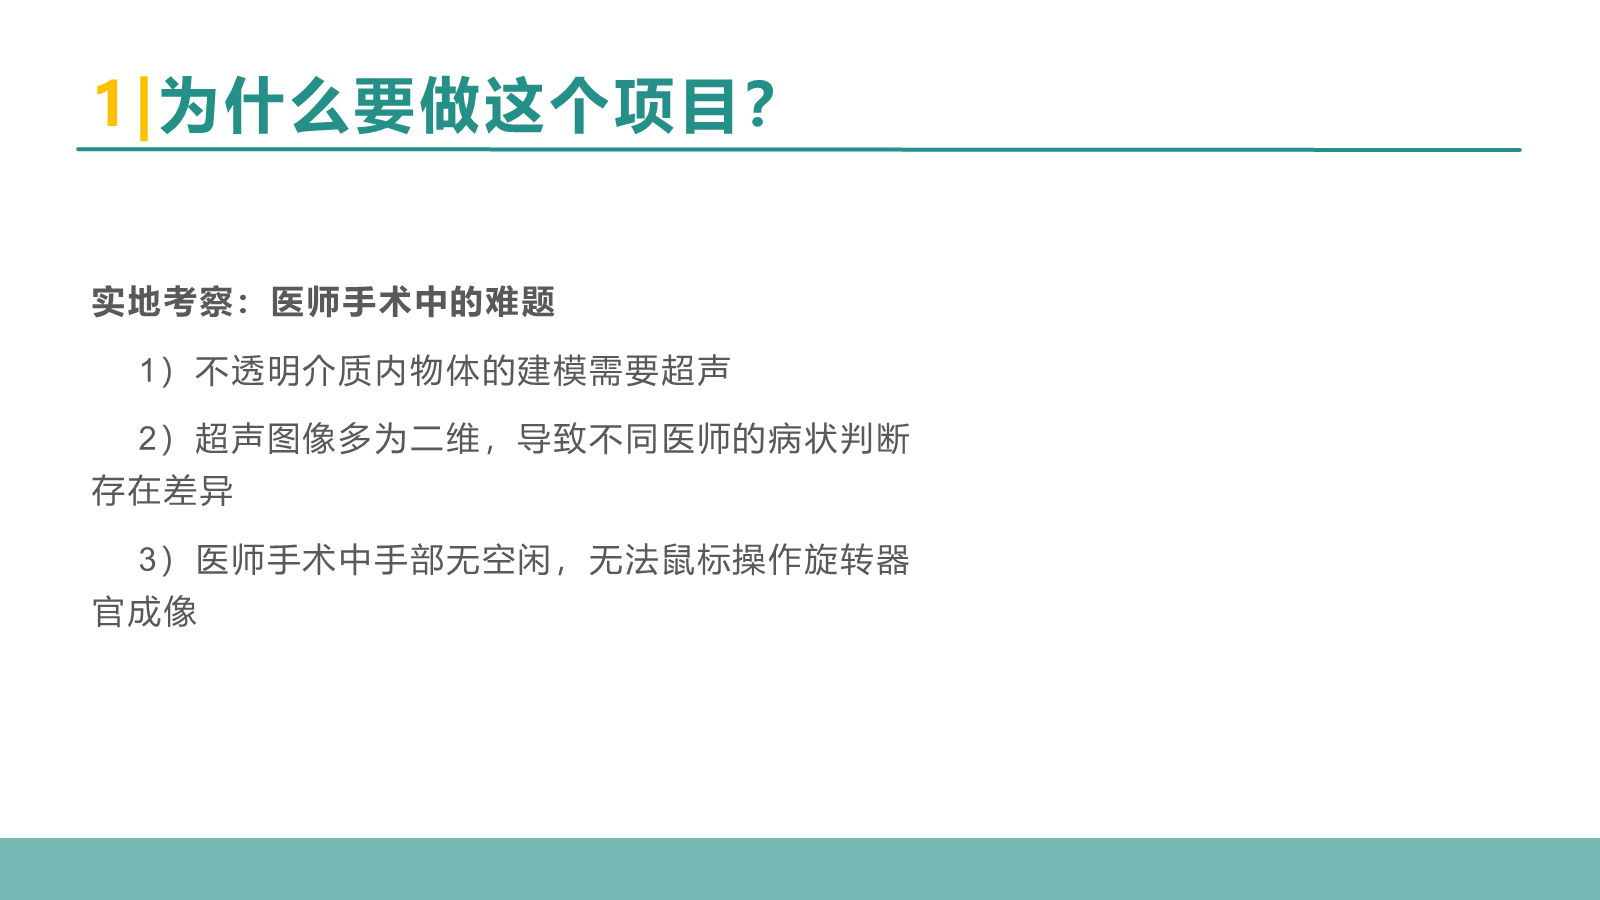 1|为什么要做这个项目？
实地考察：医师手术中的难题
1）不透明介质内物体的建模需要超声
2）超声图像多为二维，导致不同医师的病状判断
存在差异
3）医师手术中手部无空闲，无法鼠标操作旋转器
官成像